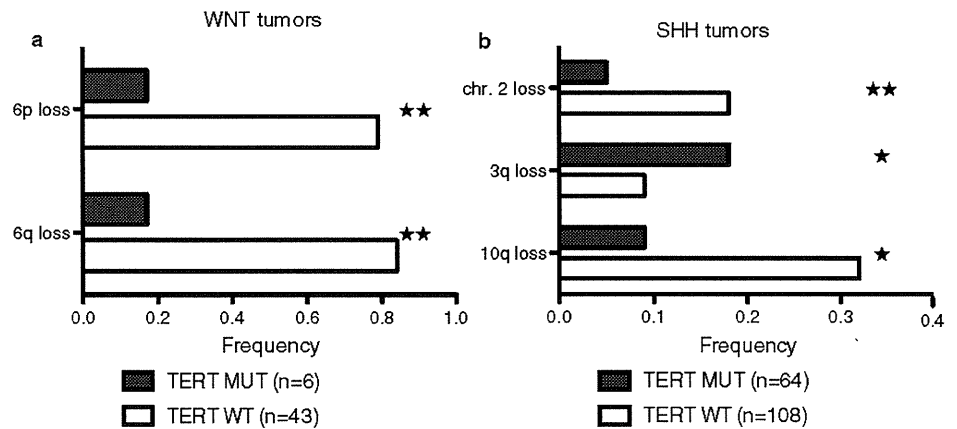 WNT tumors
a
6p loss
★★
6q loss
★★
0.0 0.2 0.4 0.6 0.8 1.0
Frequency
TERT MUT (n=6)
TERT WT (n=43)
SHH tumors
b
chr. 2 loss
★★
3q loss
★
10q loss
★
0.0 0.1 0.2 0.3 0.4
Frequency
TERT MUT (n=64)
TERT WT (n=108)